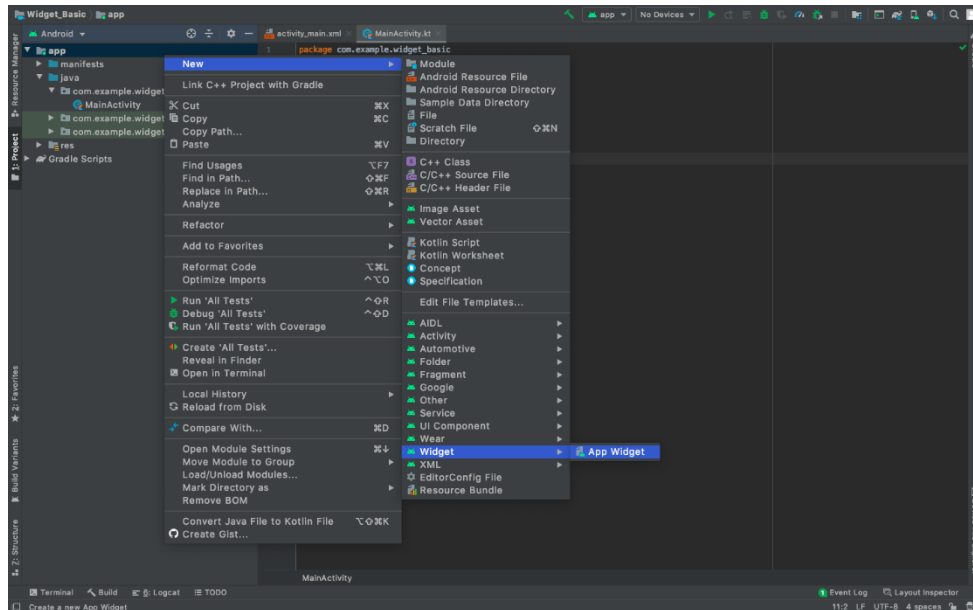 Widget_Basic app
app
No Devices
Android
activity_main.xml
MainActivity.kt
Resource Manager
1: Project
2: Favorites
Build Variants
Z: Structure
app
manifests
java
com.example.widget
MainActivity
com.example.widget
com.example.widget
res
Gradle Scripts
1 package com.example.widget_basic
New
Link C++ Project with Gradle
Cut ⌘X
Copy ⌘C
Copy Path...
Paste ⌘V
Find Usages ⌥F7
Find in Path... ⇧⌘F
Replace in Path... ⇧⌘R
Analyze
Refactor
Add to Favorites
Reformat Code ⌥⌘L
Optimize Imports ^⌥O
Run 'All Tests' ^⇧R
Debug 'All Tests' ^⇧D
Run 'All Tests' with Coverage
Create 'All Tests'...
Reveal in Finder
Open in Terminal
Local History
Reload from Disk
Compare With... ⌘D
Open Module Settings ⌘↓
Move Module to Group
Load/Unload Modules...
Mark Directory as
Remove BOM
Convert Java File to Kotlin File ⌥⇧⌘K
Create Gist...
Module
Android Resource File
Android Resource Directory
Sample Data Directory
File
Scratch File ⇧⌘N
Directory
C++ Class
C/C++ Source File
C/C++ Header File
Image Asset
Vector Asset
Kotlin Script
Kotlin Worksheet
Concept
Specification
Edit File Templates...
AIDL
Activity
Automotive
Folder
Fragment
Google
Other
Service
UI Component
Wear
Widget
XML
EditorConfig File
Resource Bundle
App Widget
MainActivity
Terminal Build 6: Logcat TODO
1 Event Log Layout Inspector
Create a new App Widget
11:2 LF UTF-8 4 spaces